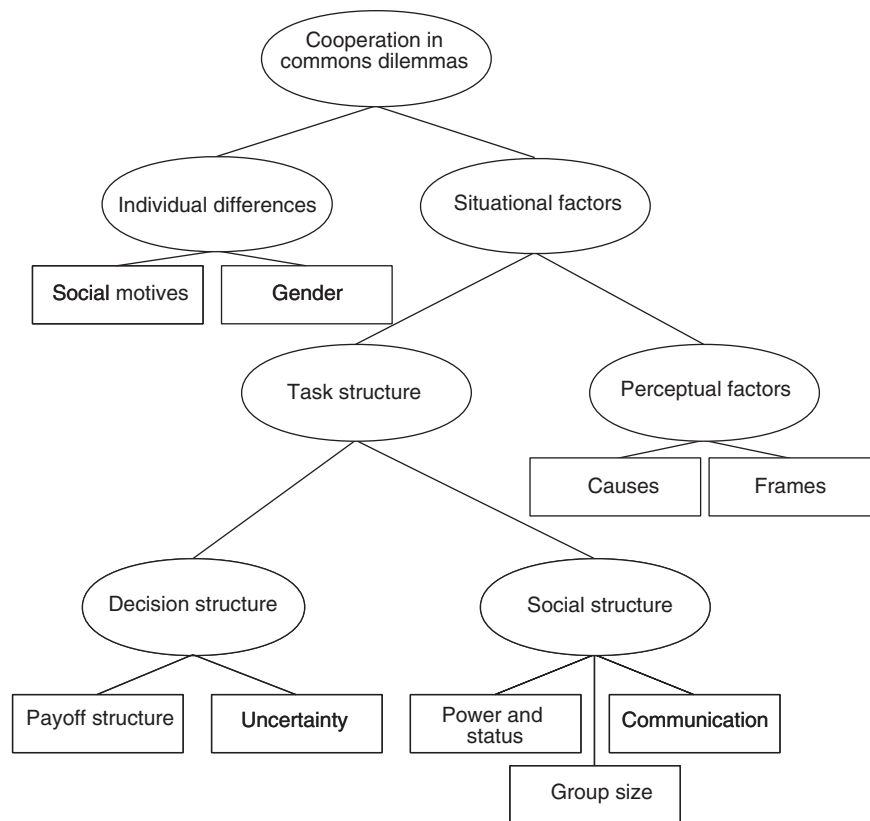 Cooperation in
commons dilemmas
Individual differences
Situational factors
Social motives
Gender
Task structure
Perceptual factors
Causes
Frames
Decision structure
Social structure
Payoff structure
Uncertainty
Power and
status
Communication
Group size